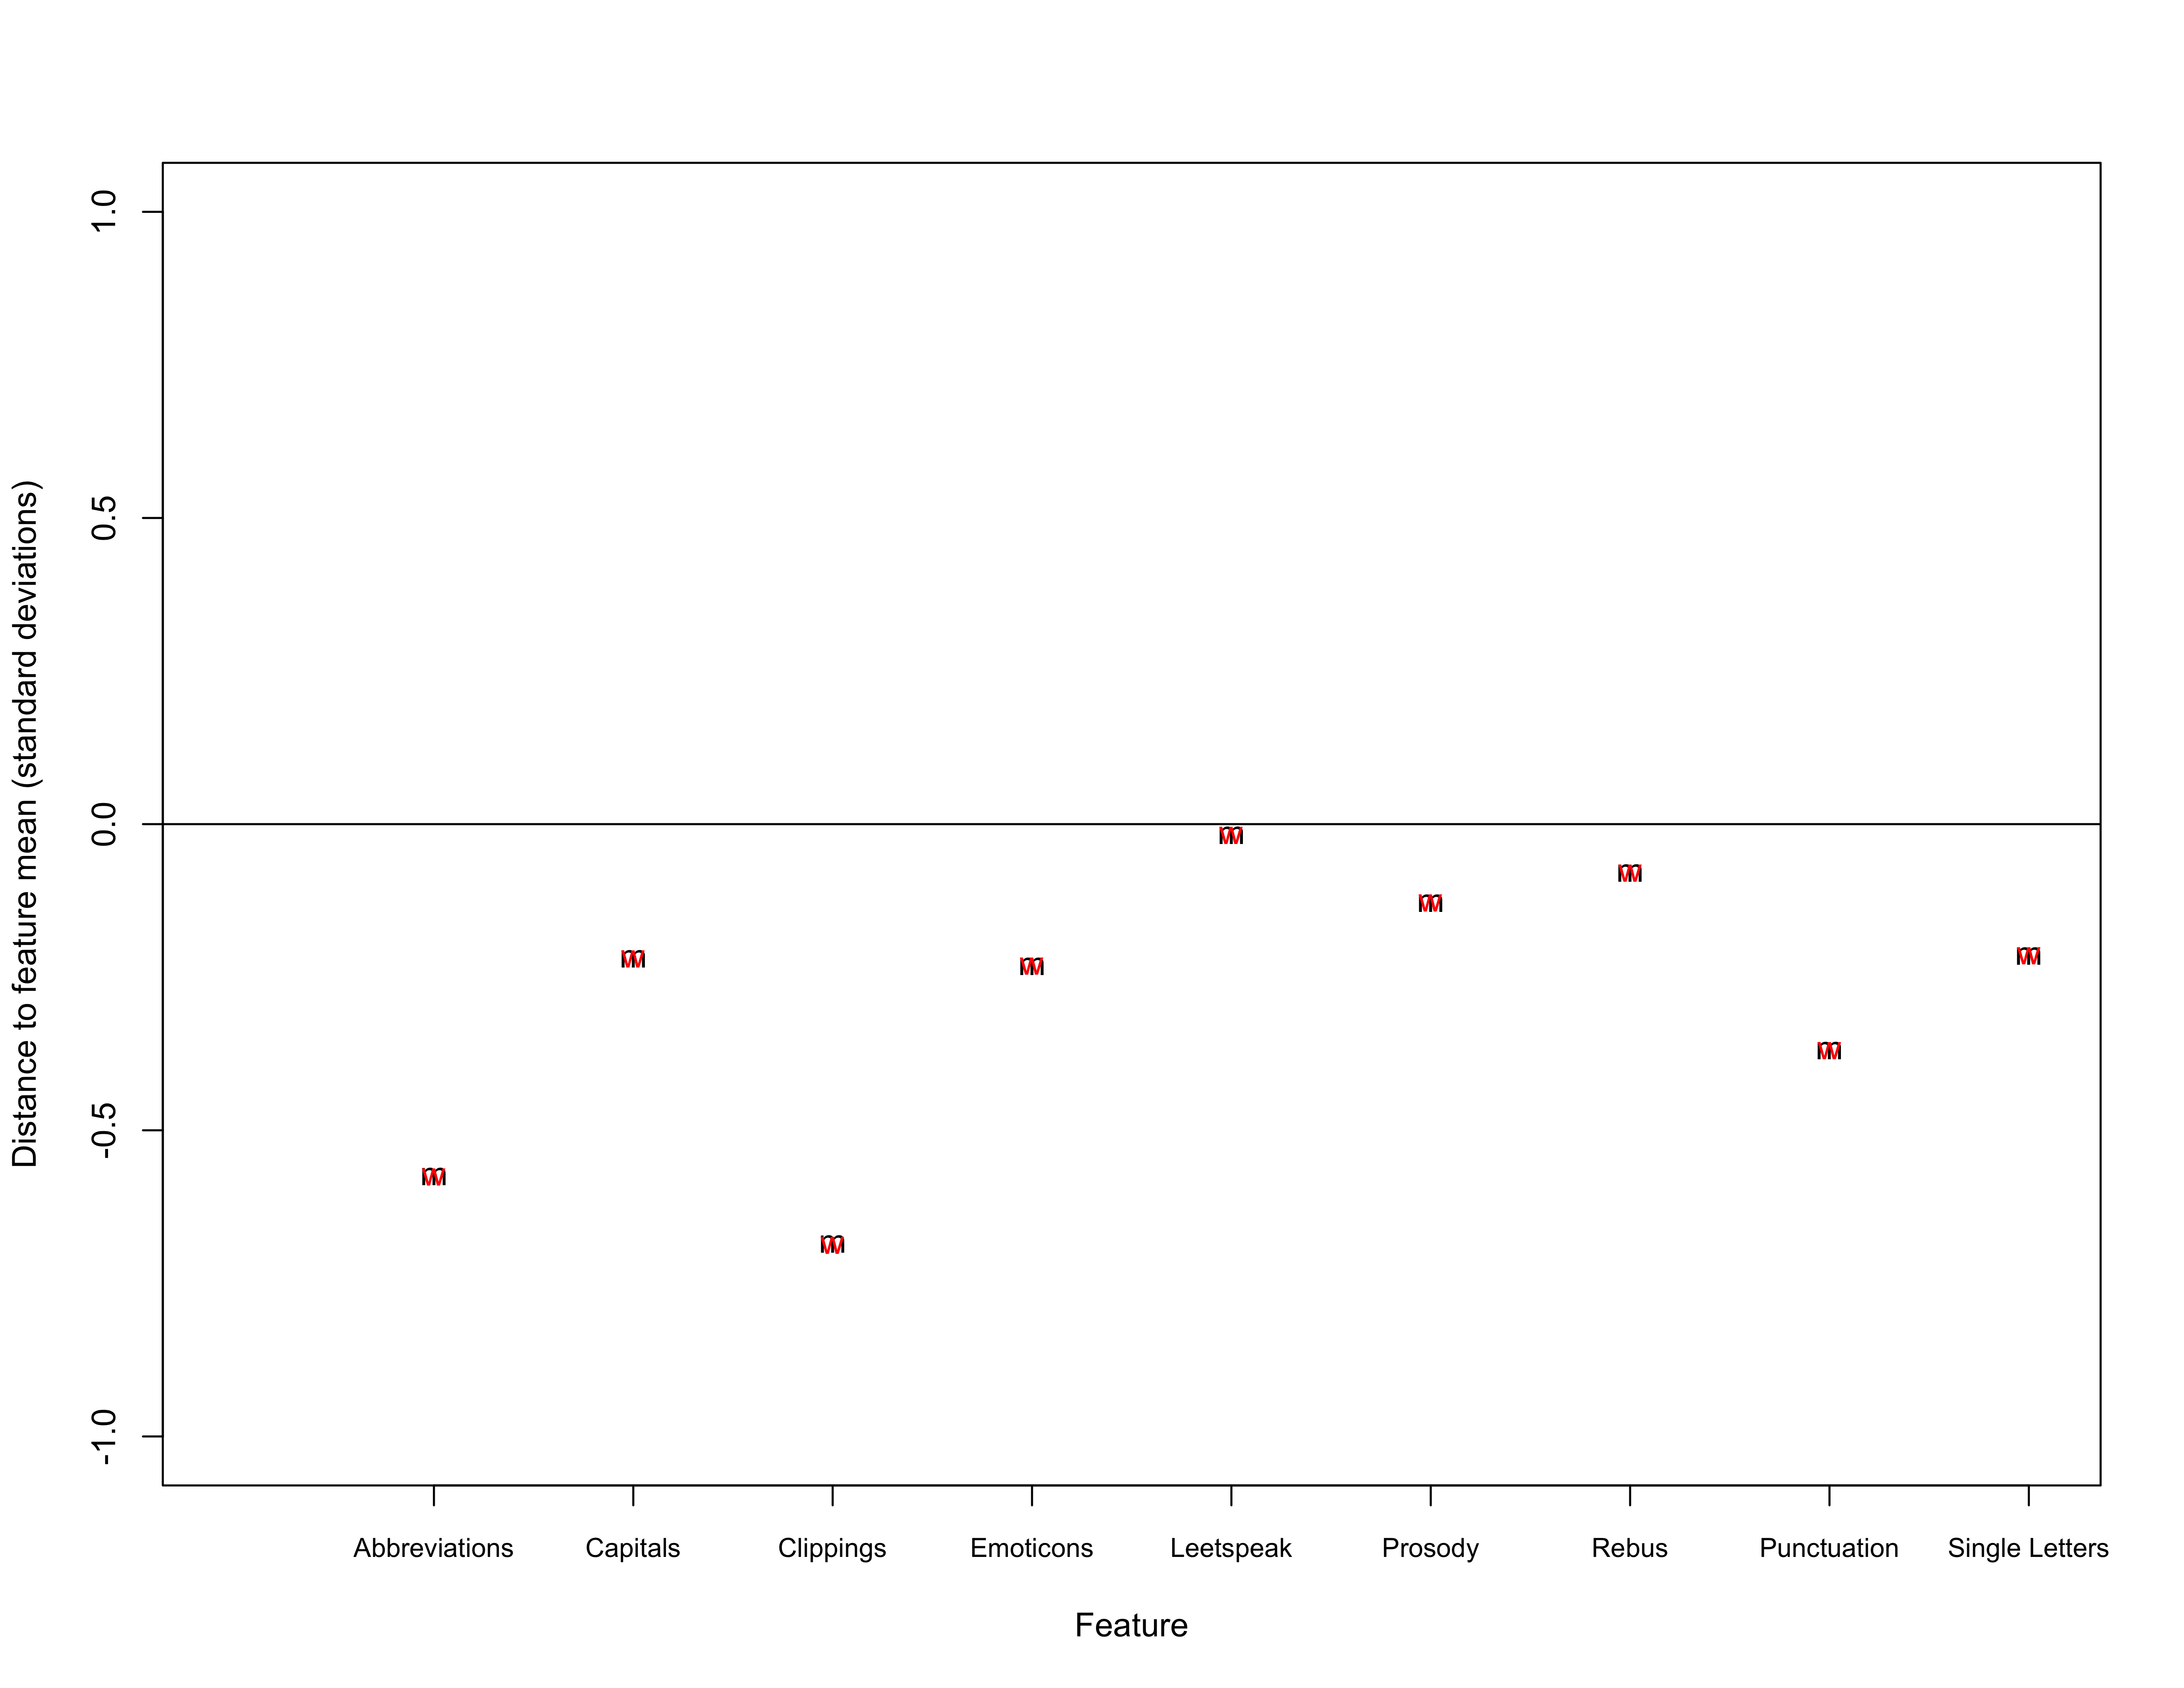 Distance to feature mean (standard deviations)
1.0
0.5
0.0
-0.5
-1.0
m w
m w
m w
m w
m w
m w
m w
m w
m w
Abbreviations Capitals Clippings Emoticons Leetspeak Prosody Rebus Punctuation Single Letters
Feature